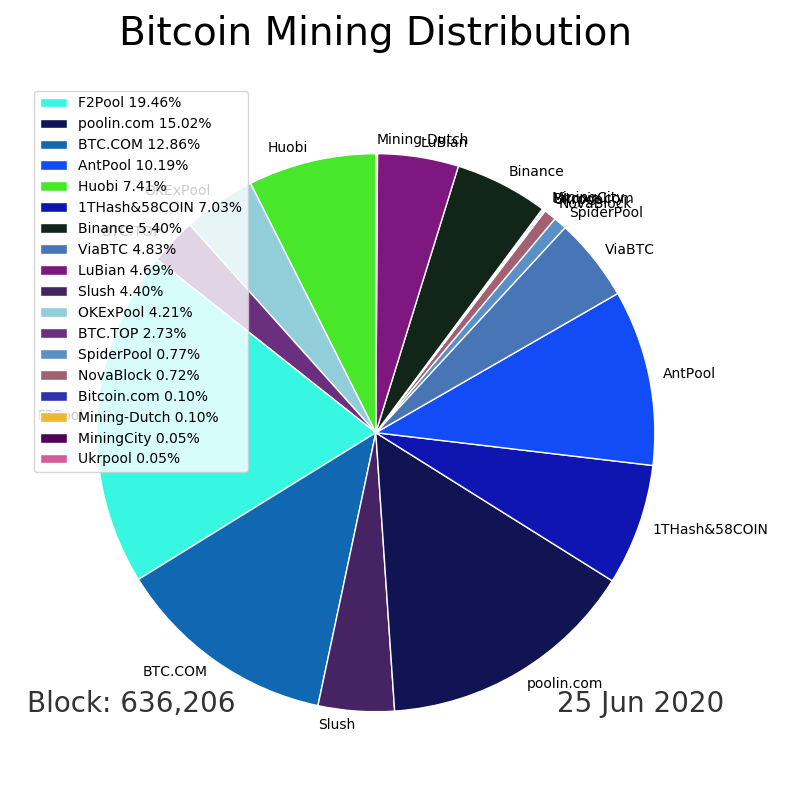 Bitcoin Mining Distribution
F2Pool 19.46%
poolin.com 15.02%
BTC.COM 12.86%
AntPool 10.19%
Huobi 7.41%
1THash&58COIN 7.03%
Binance 5.40%
ViaBTC 4.83%
LuBian 4.69%
Slush 4.40%
OKExPool 4.21%
BTC.TOP 2.73%
SpiderPool 0.77%
NovaBlock 0.72%
Bitcoin.com 0.10%
Mining-Dutch 0.10%
MiningCity 0.05%
Ukrpool 0.05%
Huobi
Mining-Dutch
LuBian
Binance
MiningCity
NovaBlock
SpiderPool
ViaBTC
AntPool
1THash&58COIN
poolin.com
Slush
BTC.COM
F2Pool
BTC.TOP
OKExPool
Block: 636,206
25 Jun 2020